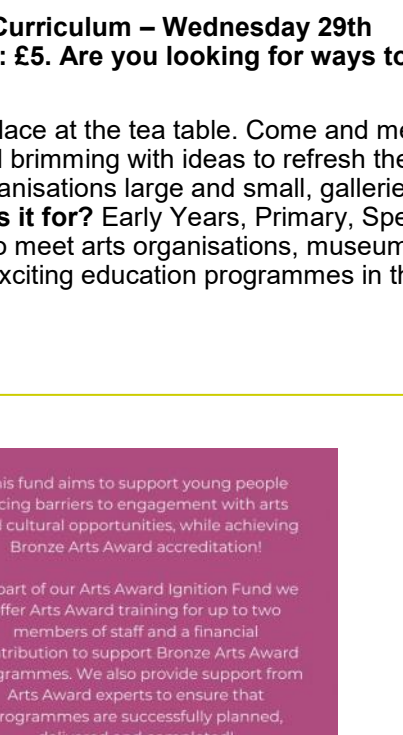 Curriculum – Wednesday 29th
: £5. Are you looking for ways to
lace at the tea table. Come and me
brimming with ideas to refresh the
anisations large and small, gallerie
s it for? Early Years, Primary, Spe
o meet arts organisations, museum
xciting education programmes in th
is fund aims to support young people
cing barriers to engagement with arts
cultural opportunities, while achieving
Bronze Arts Award accreditation!
part of our Arts Award Ignition Fund we
ffer Arts Award training for up to two
members of staff and a financial
tribution to support Bronze Arts Award
grammes. We also provide support from
Arts Award experts to ensure that
rogrammes are successfully planned,